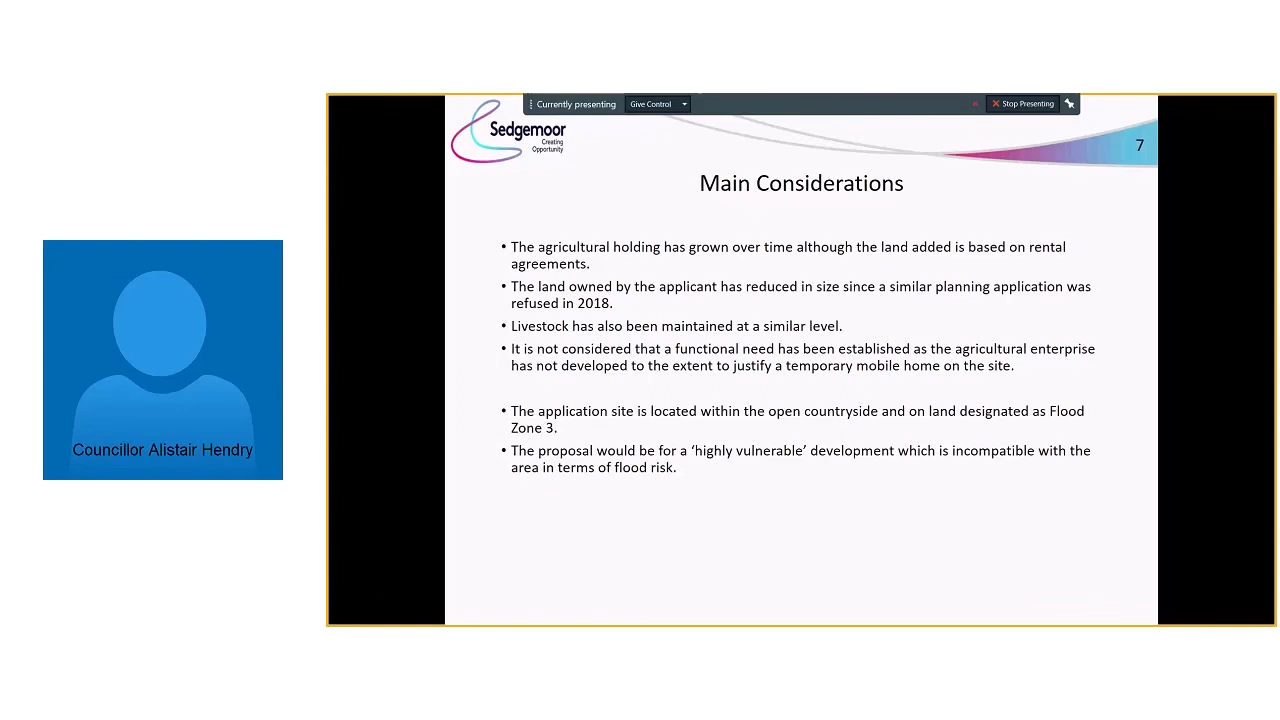 Currently presenting
Give Control
Stop Presenting
Sedgemoor
Creating
Opportunity
7
Main Considerations
• The agricultural holding has grown over time although the land added is based on rental
agreements.
• The land owned by the applicant has reduced in size since a similar planning application was
refused in 2018.
• Livestock has also been maintained at a similar level.
• It is not considered that a functional need has been established as the agricultural enterprise
has not developed to the extent to justify a temporary mobile home on the site.
• The application site is located within the open countryside and on land designated as Flood
Zone 3.
• The proposal would be for a ‘highly vulnerable’ development which is incompatible with the
area in terms of flood risk.
Councillor Alistair Hendry